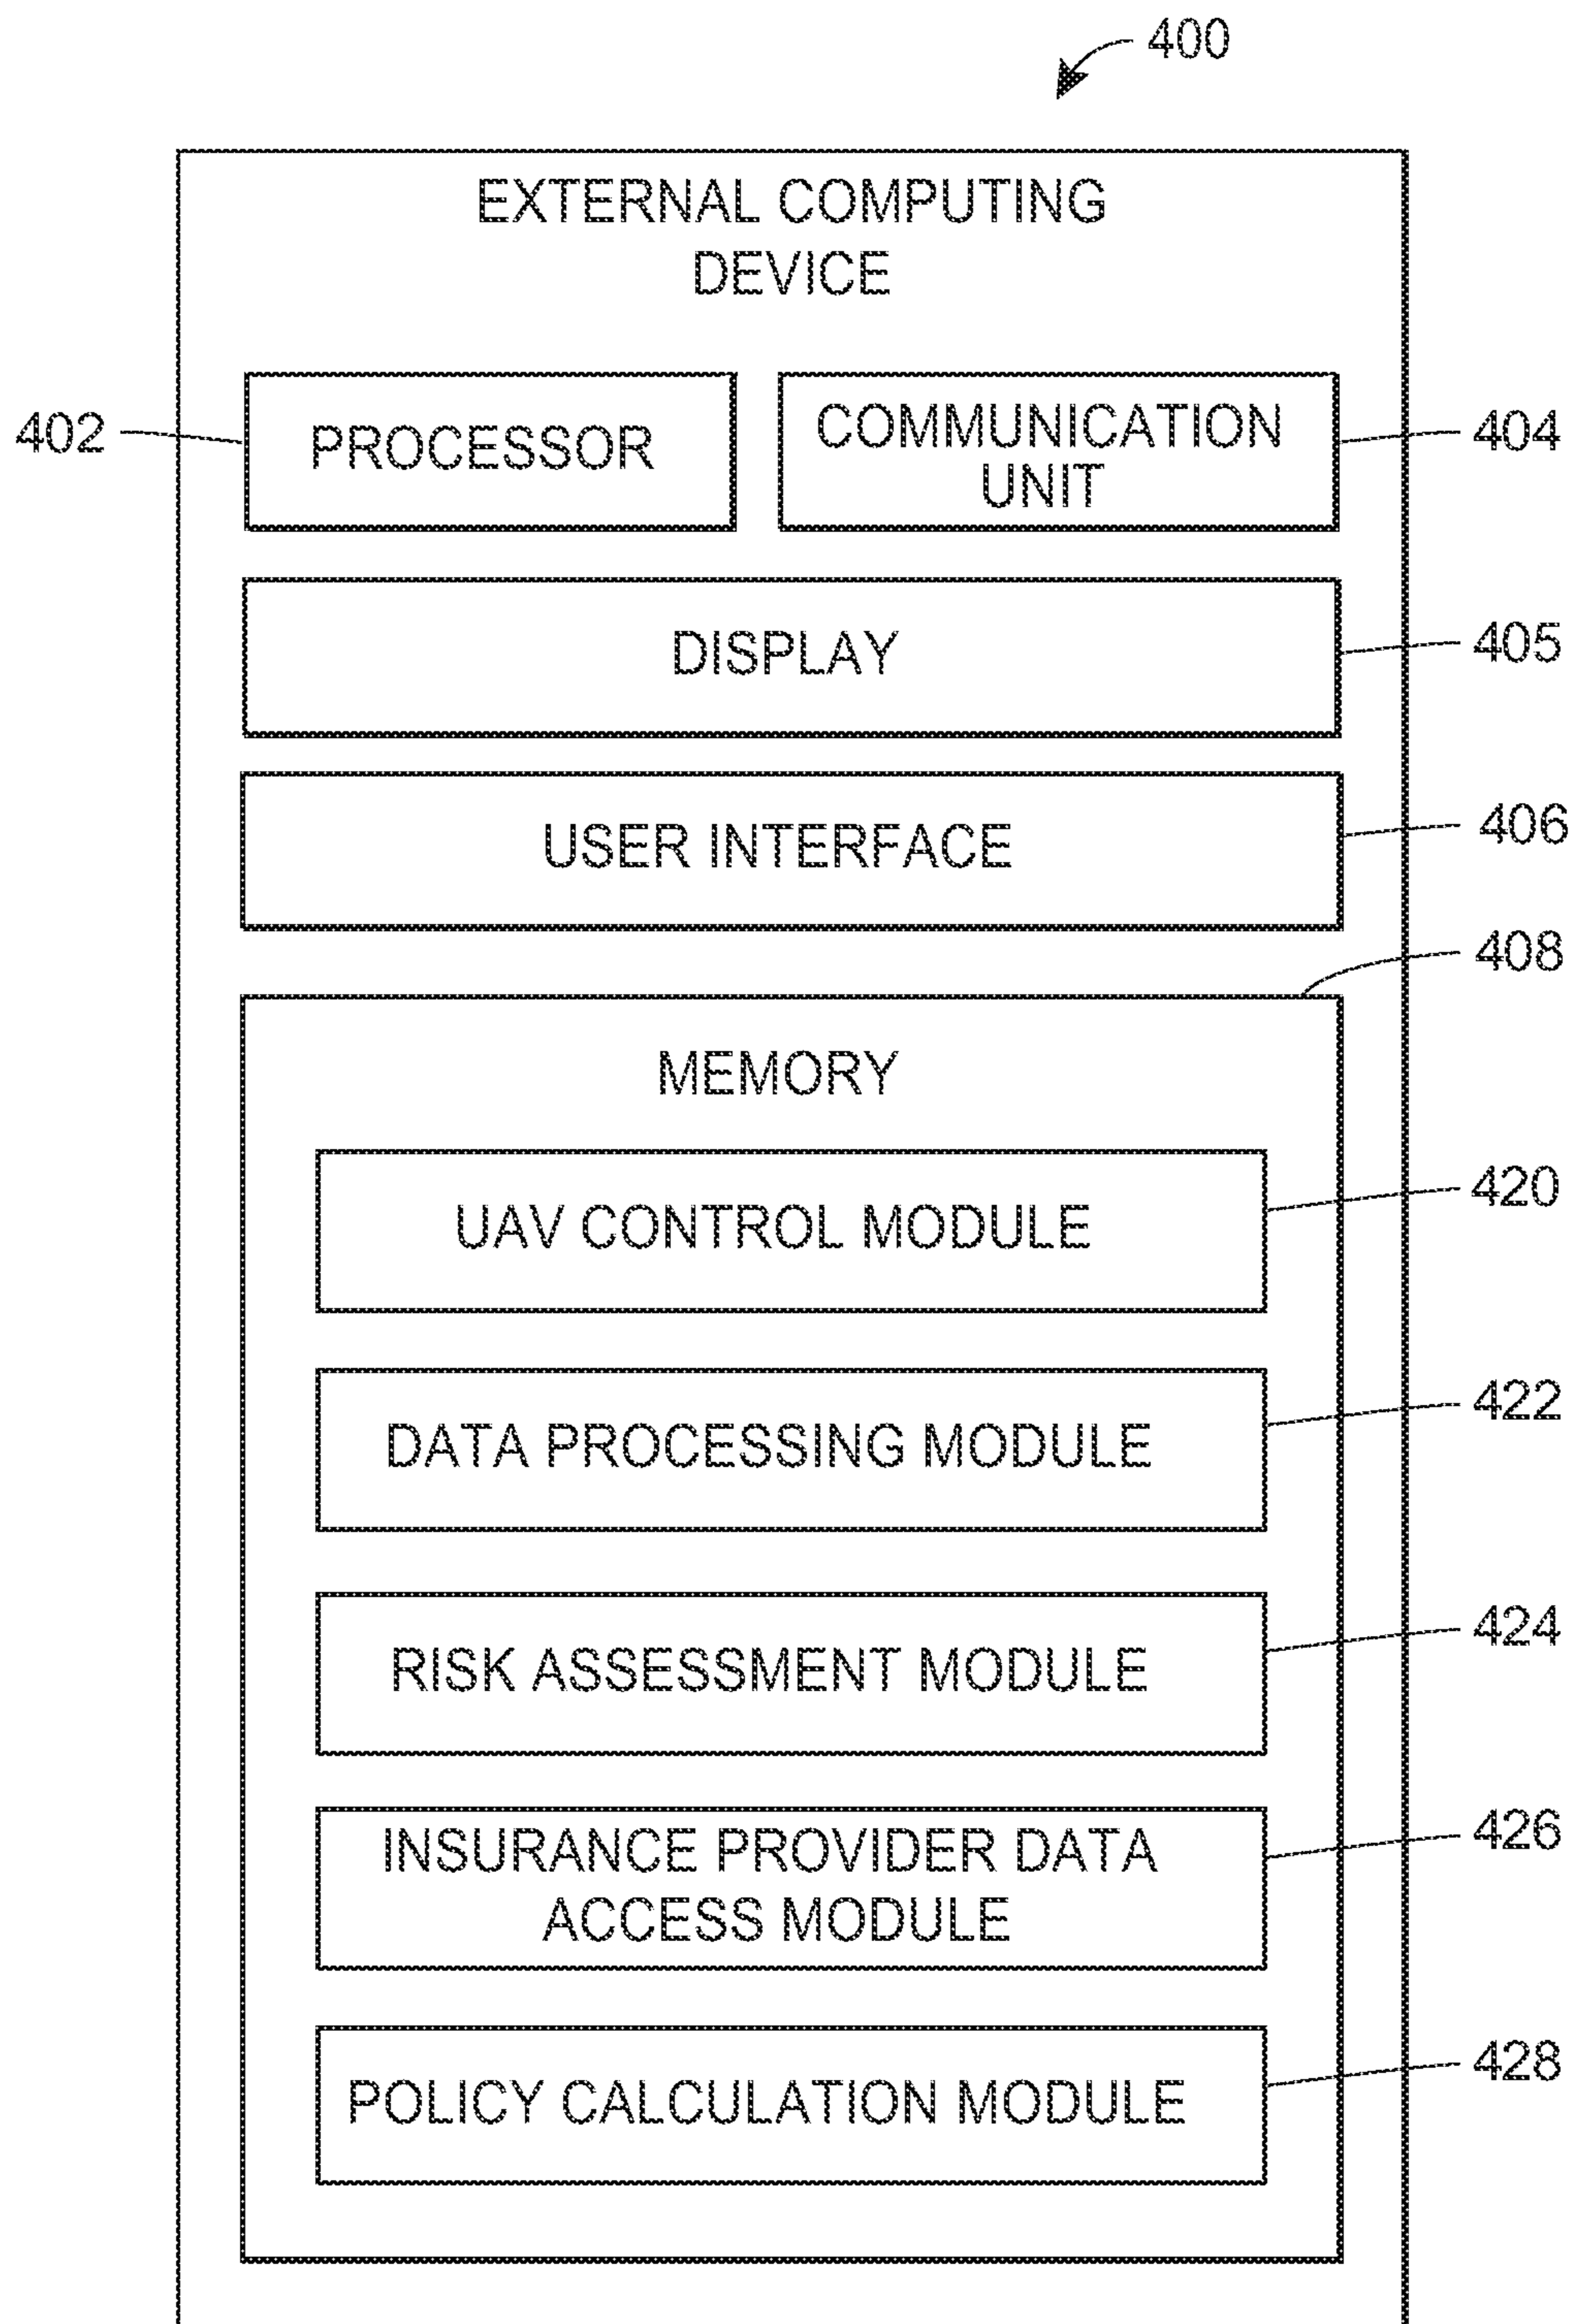 400
EXTERNAL COMPUTING
DEVICE
402
PROCESSOR
COMMUNICATION
UNIT
404
DISPLAY
405
USER INTERFACE
406
408
MEMORY
UAV CONTROL MODULE
420
DATA PROCESSING MODULE
422
RISK ASSESSMENT MODULE
424
INSURANCE PROVIDER DATA
ACCESS MODULE
426
POLICY CALCULATION MODULE
428